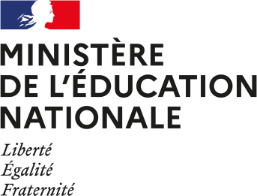 MINISTÈRE
DE L'ÉDUCATION
NATIONALE
Liberté
Égalité
Fraternité